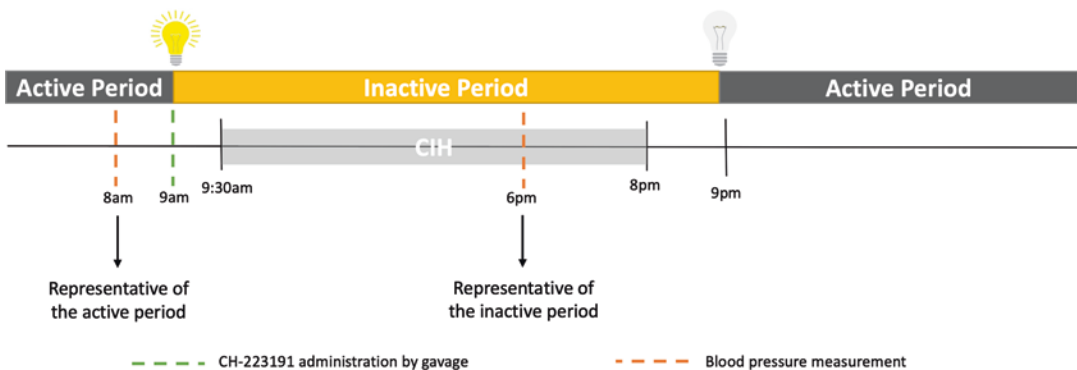 Active Period Inactive Period Active Period
CIH
8am 9am 9:30am 6pm 8pm 9pm
Representative of
the active period
Representative of
the inactive period
CH-223191 administration by gavage Blood pressure measurement